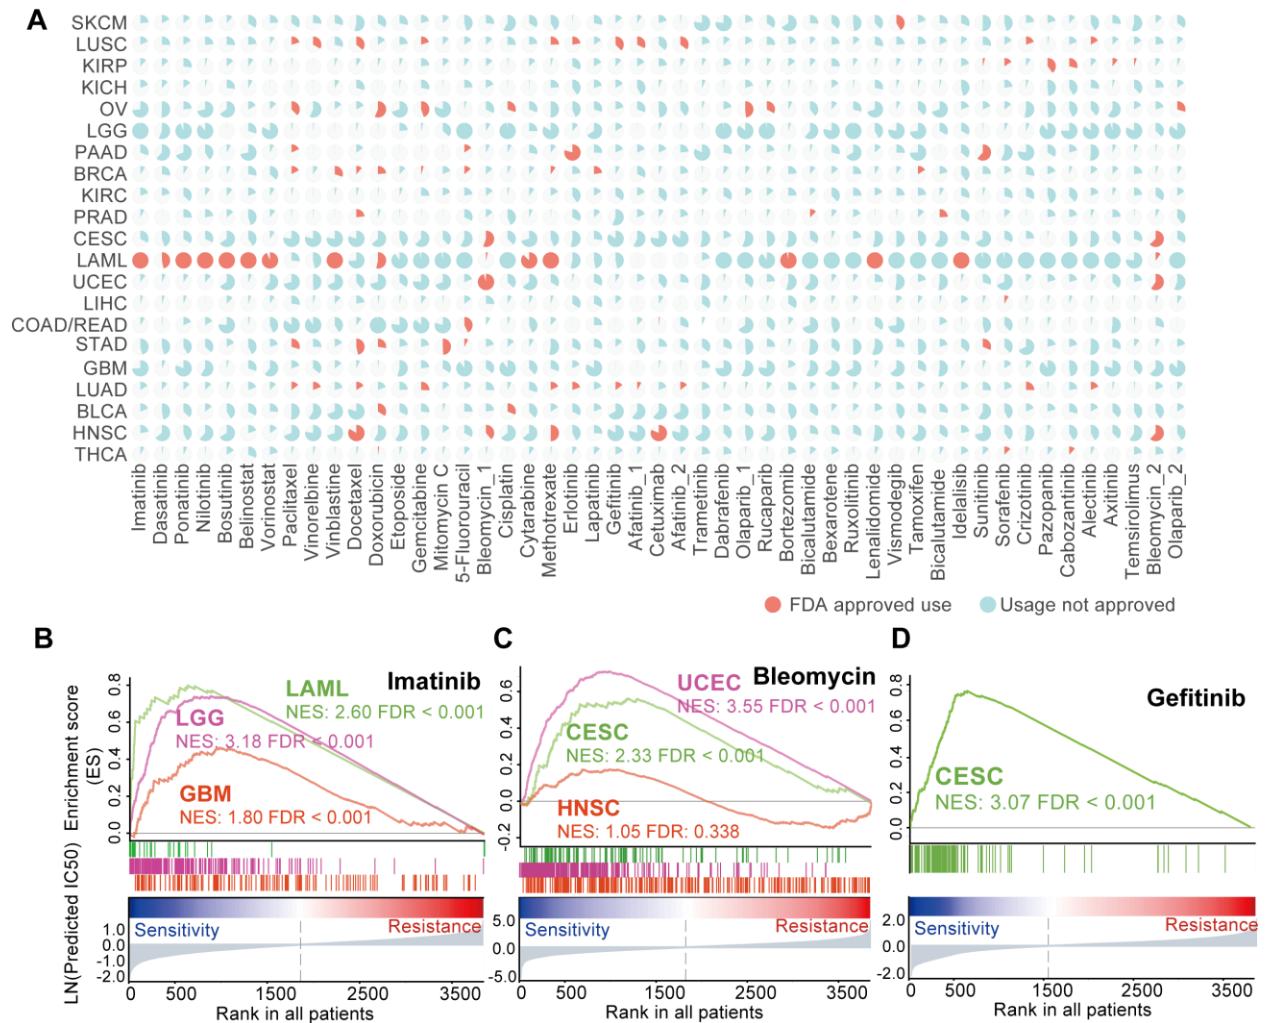 A
SKCM
LUSC
KIRP
KICH
OV
LGG
PAAD
BRCA
KIRC
PRAD
CESC
LAML
UCEC
LIHC
COAD/READ
STAD
GBM
LUAD
BLCA
HNSC
THCA
Imatinib
Dasatinib
Ponatinib
Nilotinib
Bosutinib
Belinostat
Vorinostat
Paclitaxel
Vinorelbine
Vinblastine
Docetaxel
Doxorubicin
Etoposide
Gemcitabine
Mitomycin C
5-Fluorouracil
Bleomycin_1
Cisplatin
Cytarabine
Methotrexate
Erlotinib
Lapatinib
Gefitinib
Afatinib_1
Cetuximab
Afatinib_2
Trametinib
Dabrafenib
Olaparib_1
Rucaparib
Bortezomib
Bicalutamide
Bexarotene
Ruxolitinib
Lenalidomide
Vismodegib
Tamoxifen
Bicalutamide
Idelalisib
Sunitinib
Sorafenib
Crizotinib
Pazopanib
Cabozantinib
Alectinib
Axitinib
Temsirolimus
Bleomycin_2
Olaparib_2
FDA approved use
Usage not approved
B
Imatinib
Enrichment score
(ES)
0.8
0.6
0.4
0.2
0.0
LAML
NES: 2.60 FDR < 0.001
LGG
NES: 3.18 FDR < 0.001
GBM
NES: 1.80 FDR < 0.001
LN(Predicted IC50)
Sensitivity
Resistance
1.0
0.0
-1.0
-2.0
0 500 1500 2500 3500
Rank in all patients
C
Bleomycin
0.6
0.4
0.2
0.0
-0.2
UCEC
NES: 3.55 FDR < 0.001
CESC
NES: 2.33 FDR < 0.001
HNSC
NES: 1.05 FDR: 0.338
Sensitivity
Resistance
5.0
0.0
-5.0
0 500 1500 2500 3500
Rank in all patients
D
Gefitinib
0.8
0.6
0.4
0.2
0.0
CESC
NES: 3.07 FDR < 0.001
Sensitivity
Resistance
2.0
0.0
-2.0
0 500 1500 2500 3500
Rank in all patients